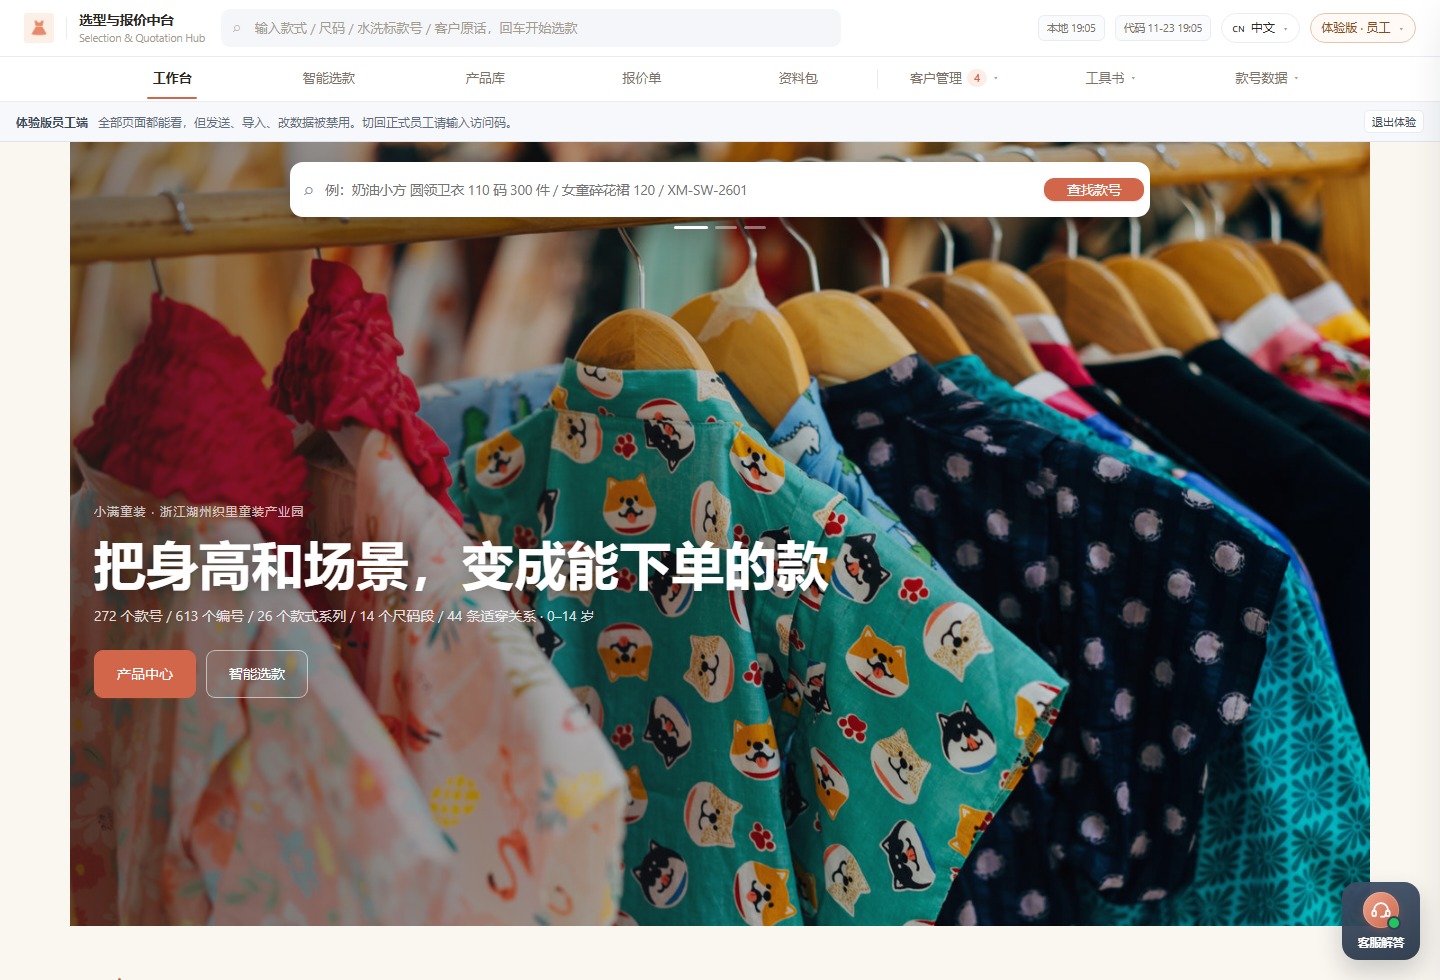 选型与报价中台
Selection & Quotation Hub
输入款式 / 尺码 / 水洗标款号 / 客户原话，回车开始选款
本地 19:05
代码 11-23 19:05
CN 中文
体验版 · 员工
工作台
智能选款
产品库
报价单
资料包
客户管理 4
工具书
款号数据
体验版员工端 全部页面都能看，但发送、导入、改数据被禁用。切回正式员工请输入访问码。
退出体验
例：奶油小方 圆领卫衣 110 码 300 件 / 女童碎花裙 120 / XM-SW-2601
查找款号
小满童装 · 浙江湖州织里童装产业园
把身高和场景，变成能下单的款
272 个款号 / 613 个编号 / 26 个款式系列 / 14 个尺码段 / 44 条适穿关系 · 0–14 岁
产品中心
智能选款
客服解答